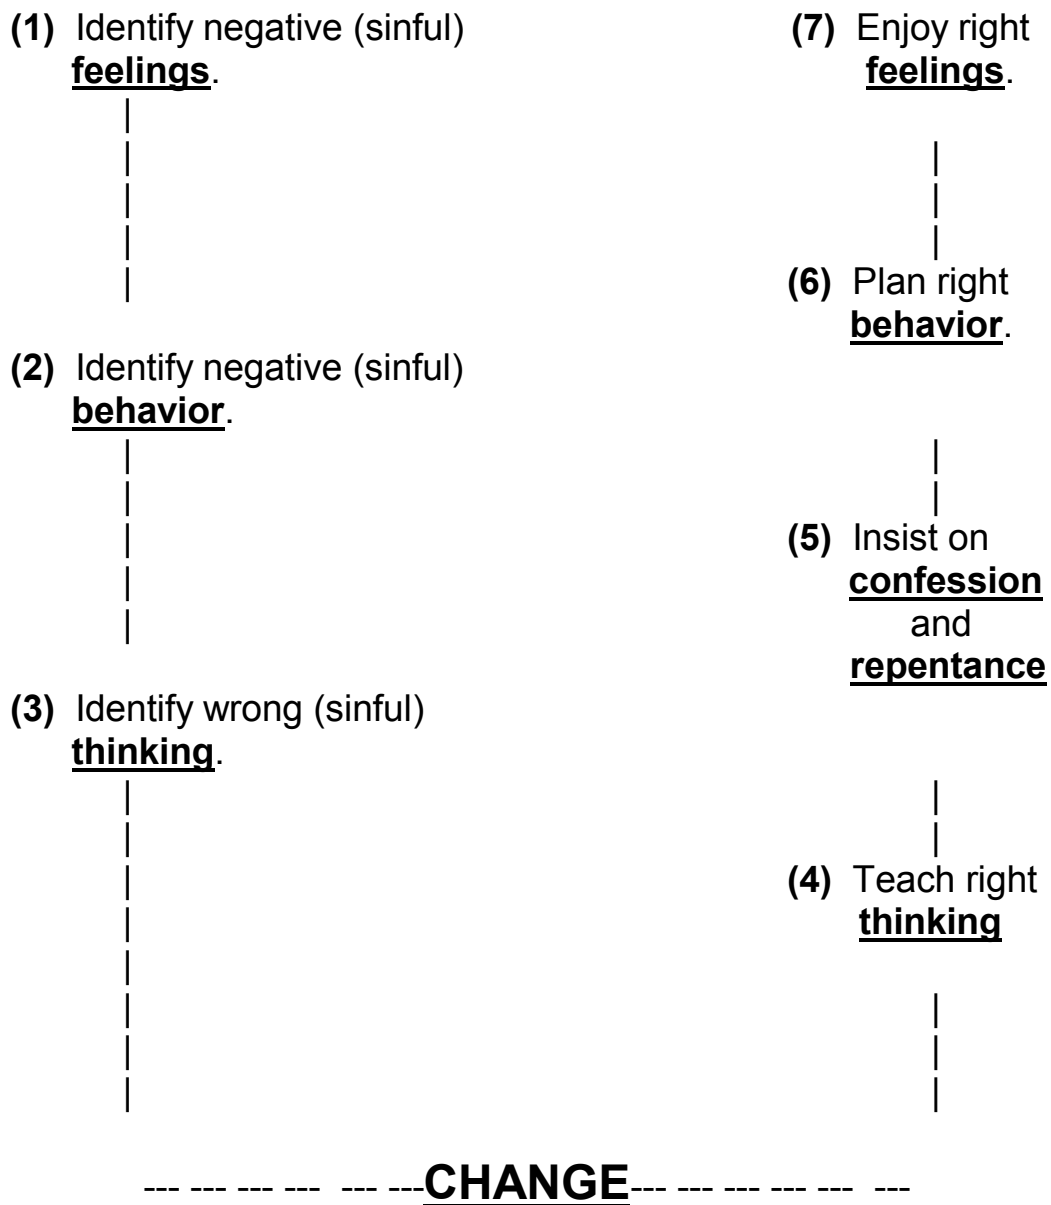 (1) Identify negative (sinful)
feelings.
|
|
|
|
|
(2) Identify negative (sinful)
behavior.
|
|
|
|
|
(3) Identify wrong (sinful)
thinking.
|
|
|
|
|
|
|
|
(7) Enjoy right
feelings.
|
|
|
(6) Plan right
behavior.
|
|
(5) Insist on
confession
and
repentance
|
|
(4) Teach right
thinking
|
|
|
--- --- --- --- --- ---CHANGE--- --- --- --- --- ---